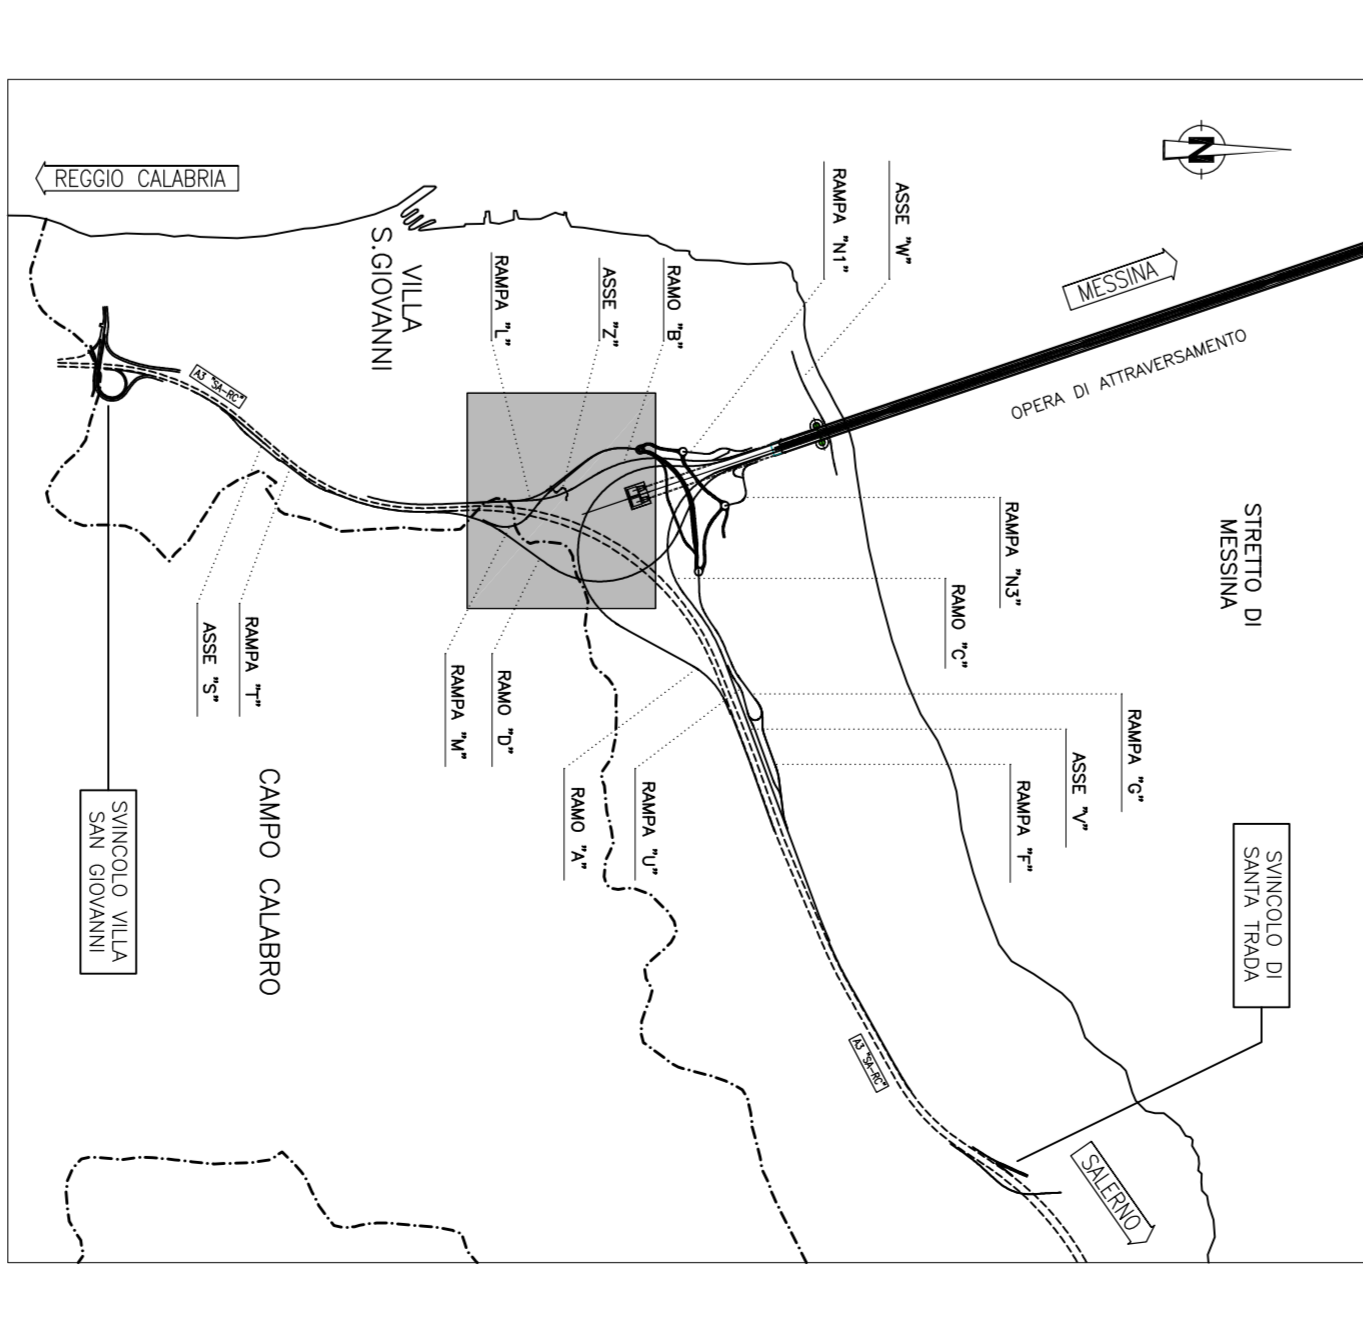 N
REGGIO CALABRIA
MESSINA
OPERA DI ATTRAVERSAMENTO
ASSE "W"
RAMPA "N1"
RAMO "B"
ASSE "Z"
RAMPA "L"
VILLA
S.GIOVANNI
A3 "SA-RC"
STRETTO DI
MESSINA
RAMPA "N3"
RAMO "C"
RAMPA "G"
ASSE "V"
RAMPA "F"
RAMPA "T"
ASSE "S"
RAMO "D"
RAMPA "M"
RAMPA "U"
RAMO "A"
CAMPO CALABRO
SVINCOLO VILLA
SAN GIOVANNI
SVINCOLO DI
SANTA TRADA
A3 "SA-RC"
SALERNO